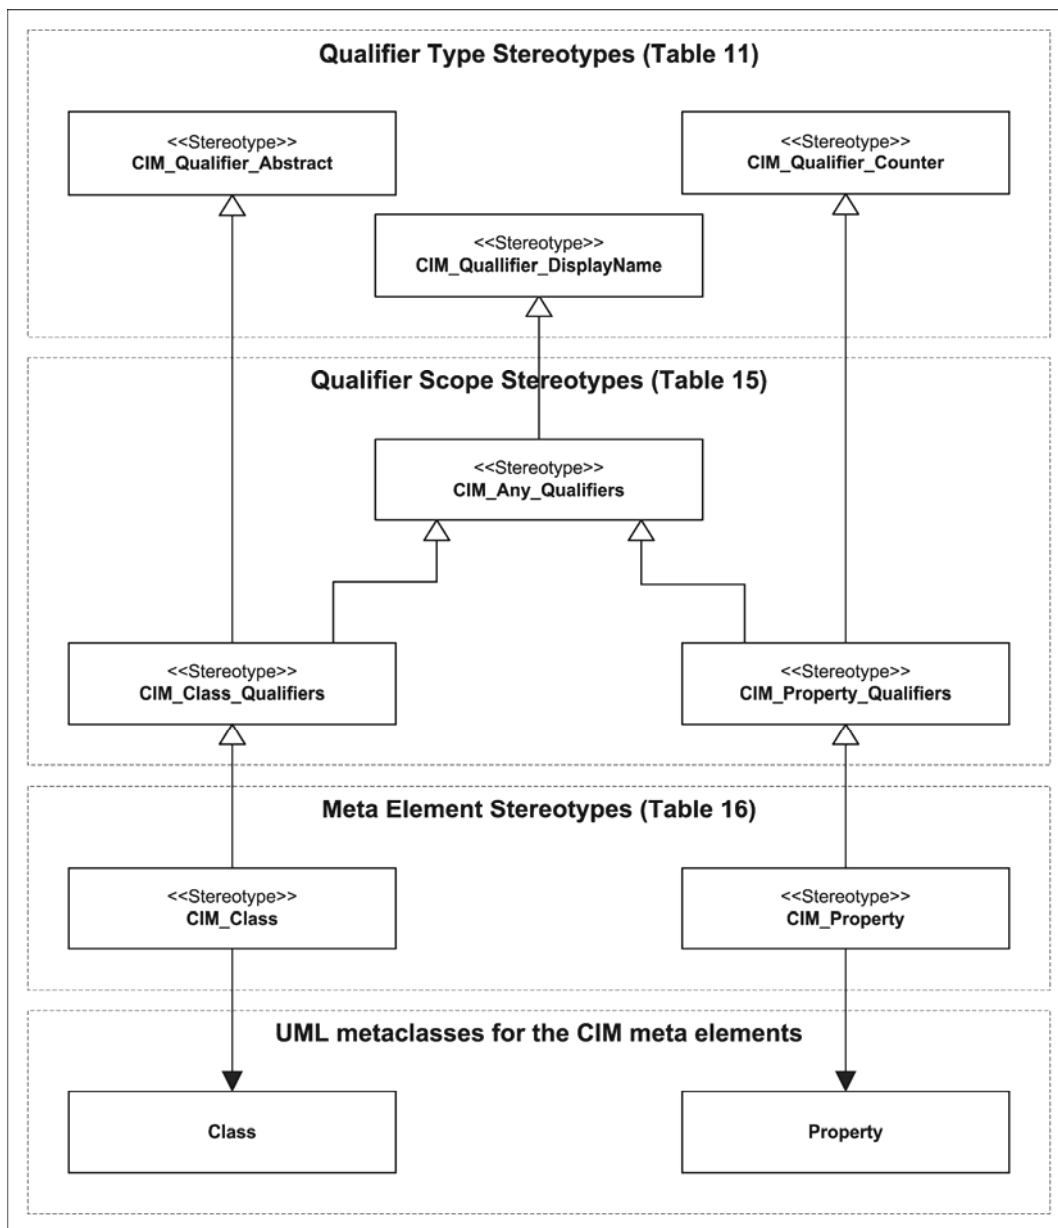 Qualifier Type Stereotypes (Table 11)
<<Stereotype>>
CIM_Qualifier_Abstract
<<Stereotype>>
CIM_Qualifier_Counter
<<Stereotype>>
CIM_Quallifier_DisplayName
Qualifier Scope Stereotypes (Table 15)
<<Stereotype>>
CIM_Any_Qualifiers
<<Stereotype>>
CIM_Class_Qualifiers
<<Stereotype>>
CIM_Property_Qualifiers
Meta Element Stereotypes (Table 16)
<<Stereotype>>
CIM_Class
<<Stereotype>>
CIM_Property
UML metaclasses for the CIM meta elements
Class
Property